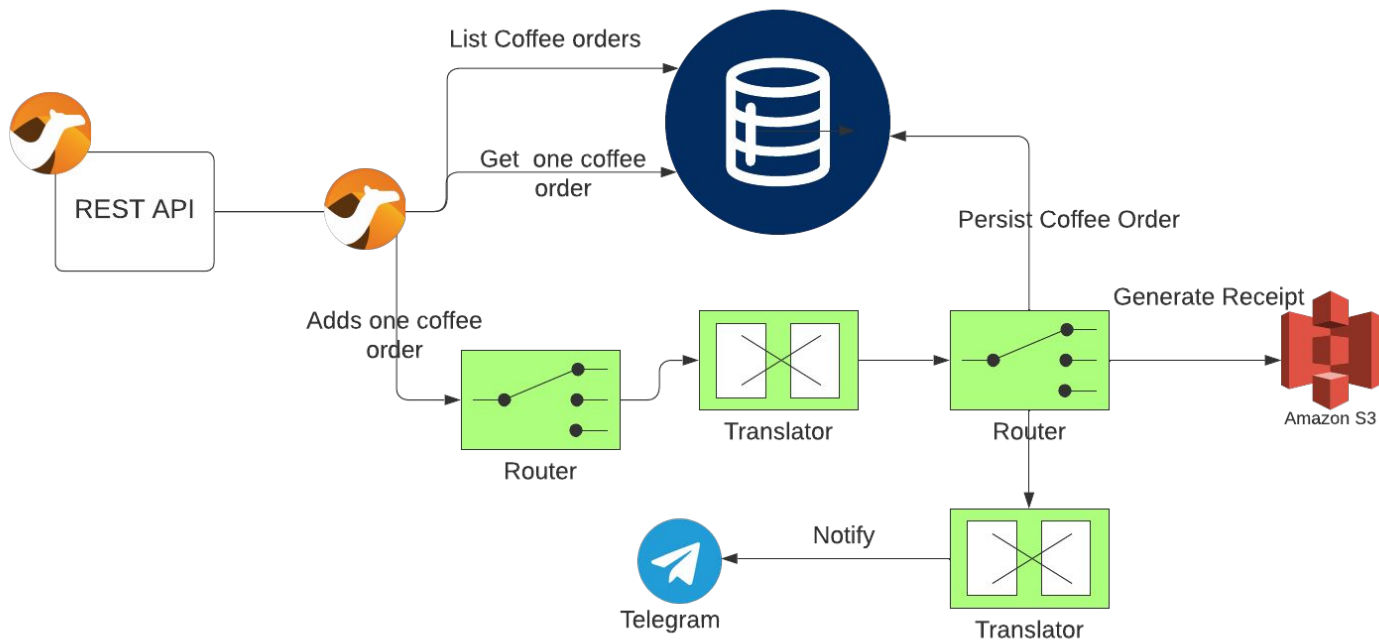 List Coffee orders
Get  one coffee
order
REST API
Persist Coffee Order
Generate Receipt
Adds one coffee
order
Amazon S3
Translator
Router
Router
Notify
Telegram
Translator